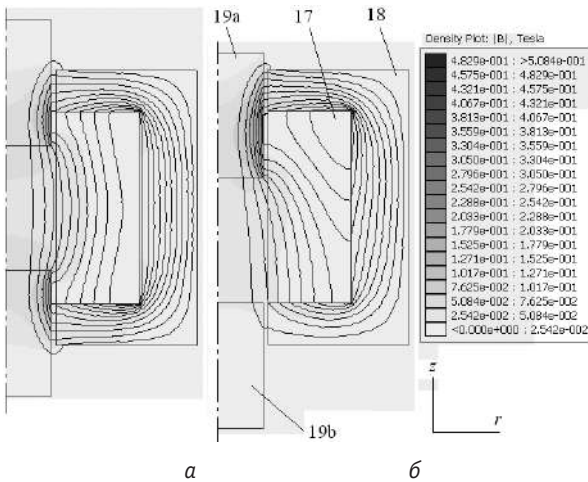 19a
17
18
Density Plot: |B|, Tesla
4.829e-001 : >5.084e-001
4.575e-001 : 4.829e-001
4.321e-001 : 4.575e-001
4.067e-001 : 4.321e-001
3.813e-001 : 4.067e-001
3.559e-001 : 3.813e-001
3.304e-001 : 3.559e-001
3.050e-001 : 3.304e-001
2.796e-001 : 3.050e-001
2.542e-001 : 2.796e-001
2.288e-001 : 2.542e-001
2.033e-001 : 2.288e-001
1.779e-001 : 2.033e-001
1.525e-001 : 1.779e-001
1.271e-001 : 1.525e-001
1.017e-001 : 1.271e-001
7.625e-002 : 1.017e-001
5.084e-002 : 7.625e-002
2.542e-002 : 5.084e-002
<0.000e+000 : 2.542e-002
z
r
19b
а
б